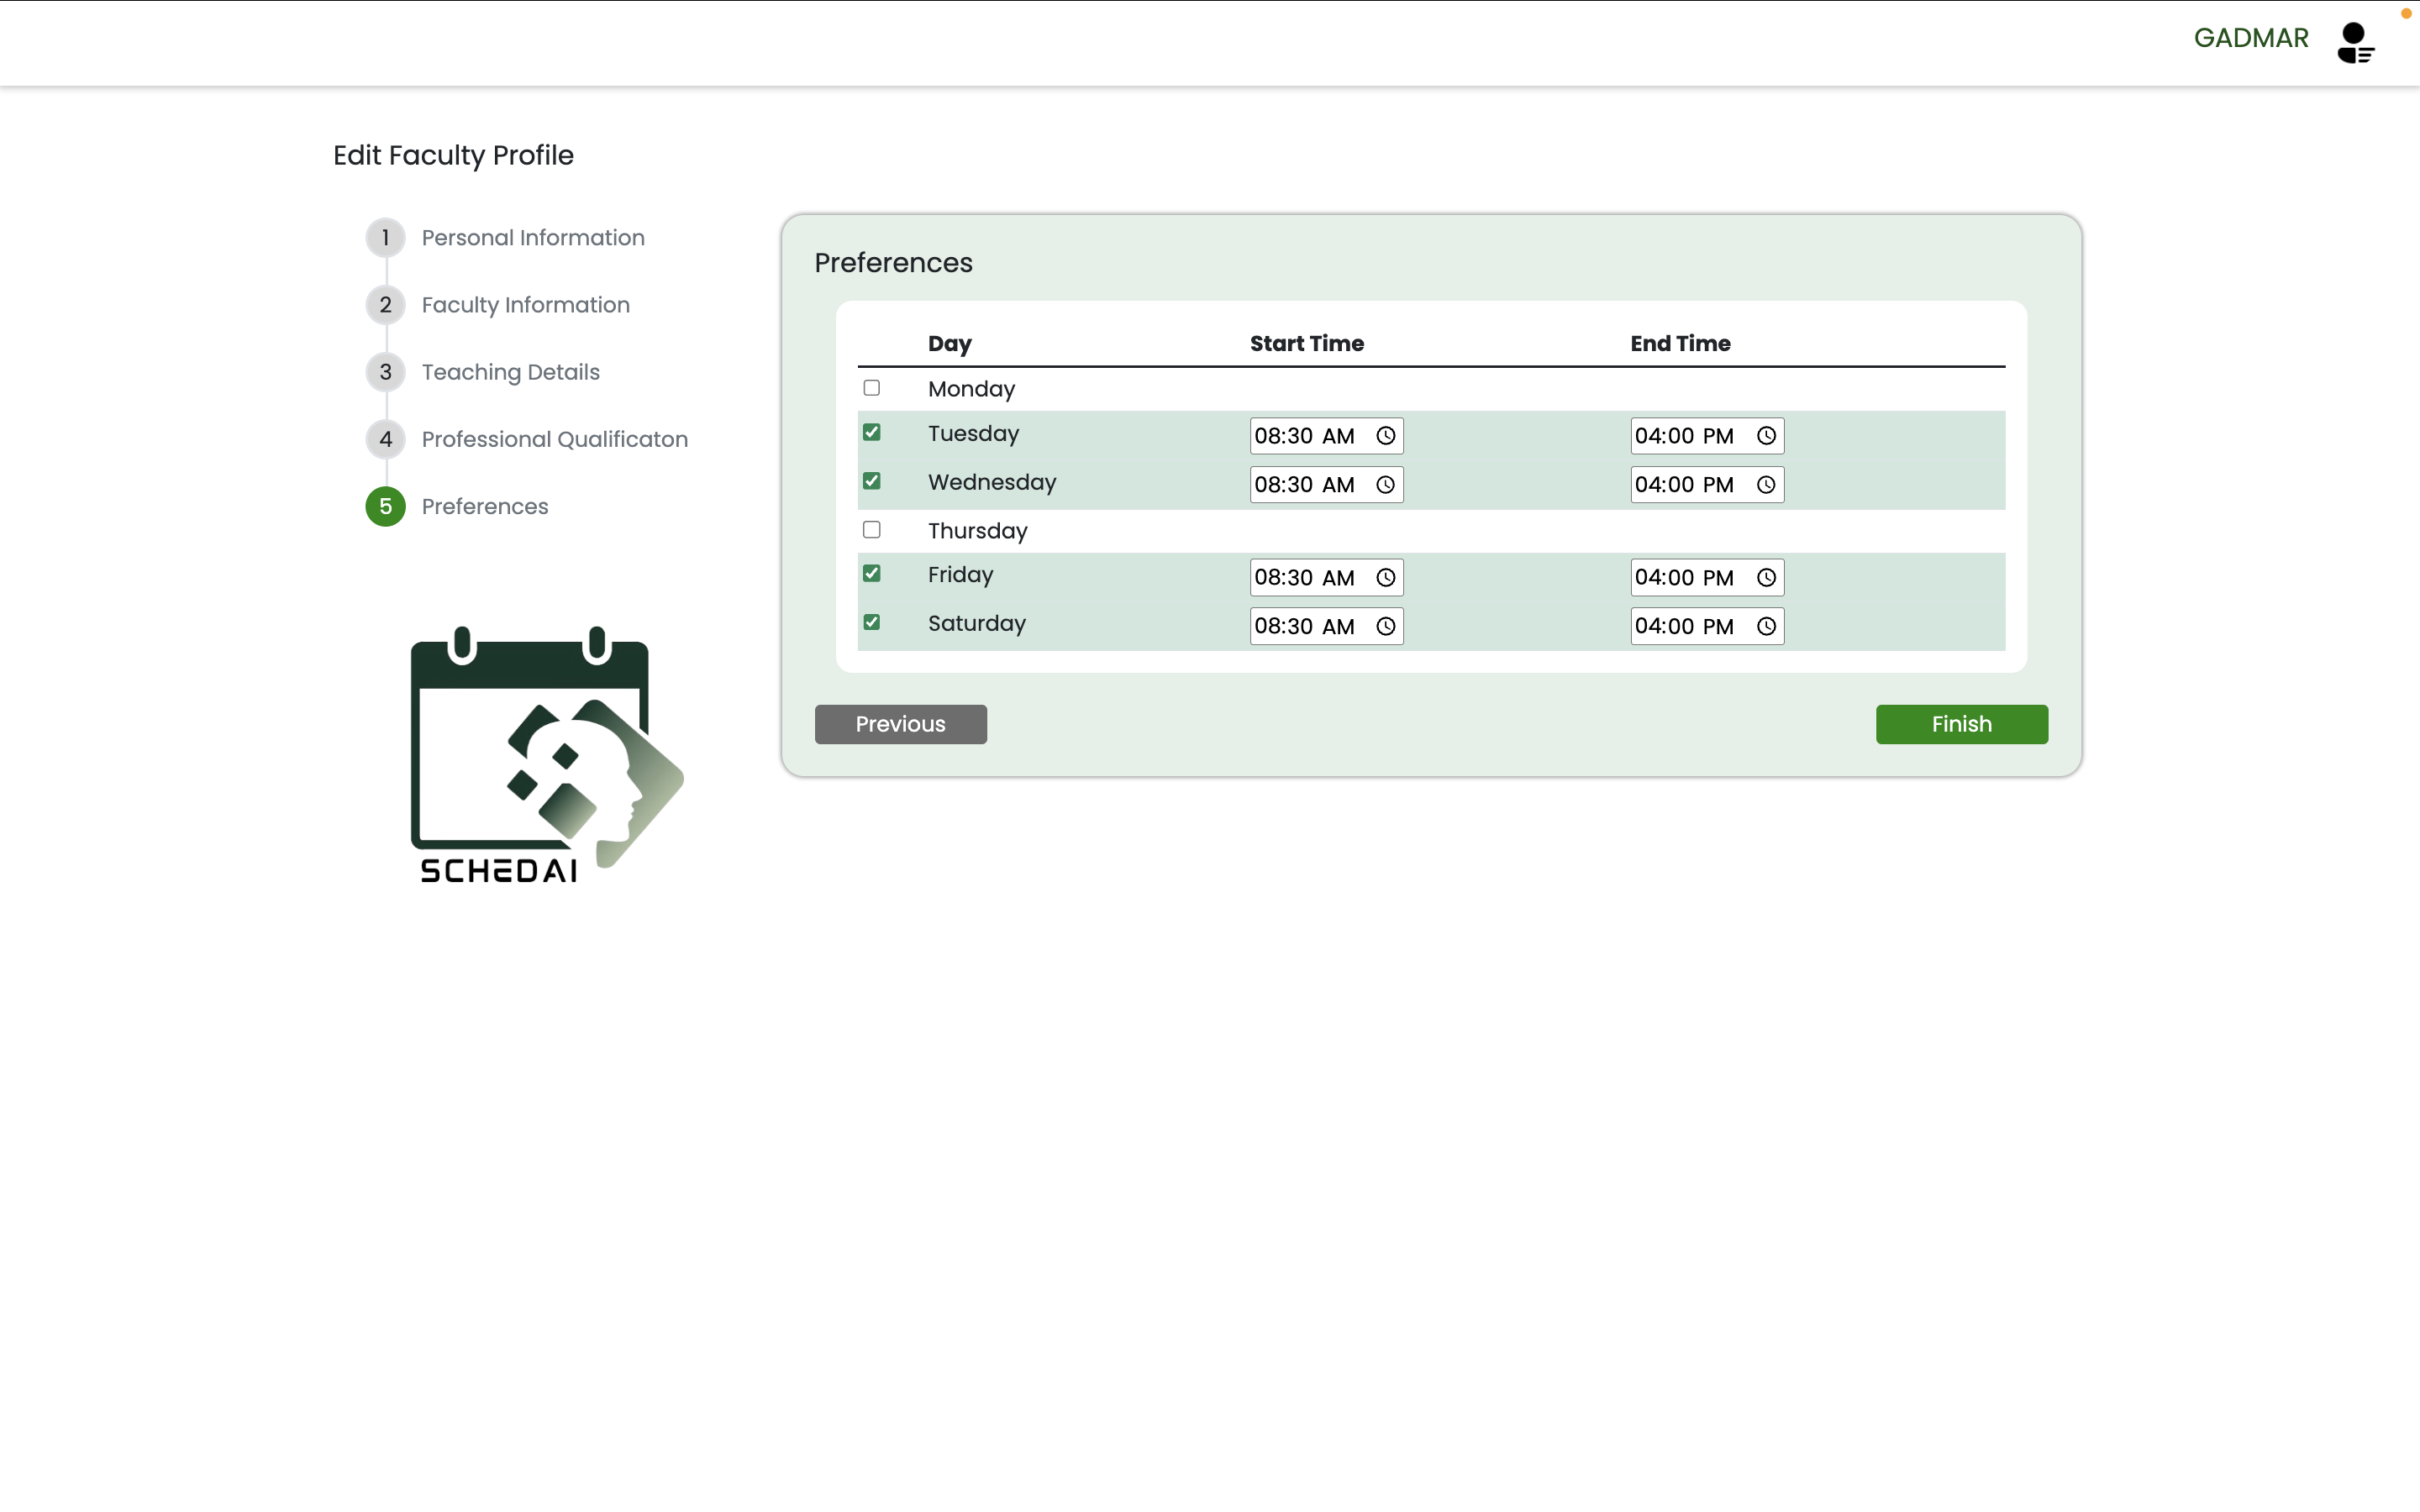 GADMAR
Edit Faculty Profile
1 Personal Information
2 Faculty Information
3 Teaching Details
4 Professional Qualificaton
5 Preferences
SCHEDAI
Preferences
Day Start Time End Time
Monday
Tuesday 08:30 AM 04:00 PM
Wednesday 08:30 AM 04:00 PM
Thursday
Friday 08:30 AM 04:00 PM
Saturday 08:30 AM 04:00 PM
Previous Finish